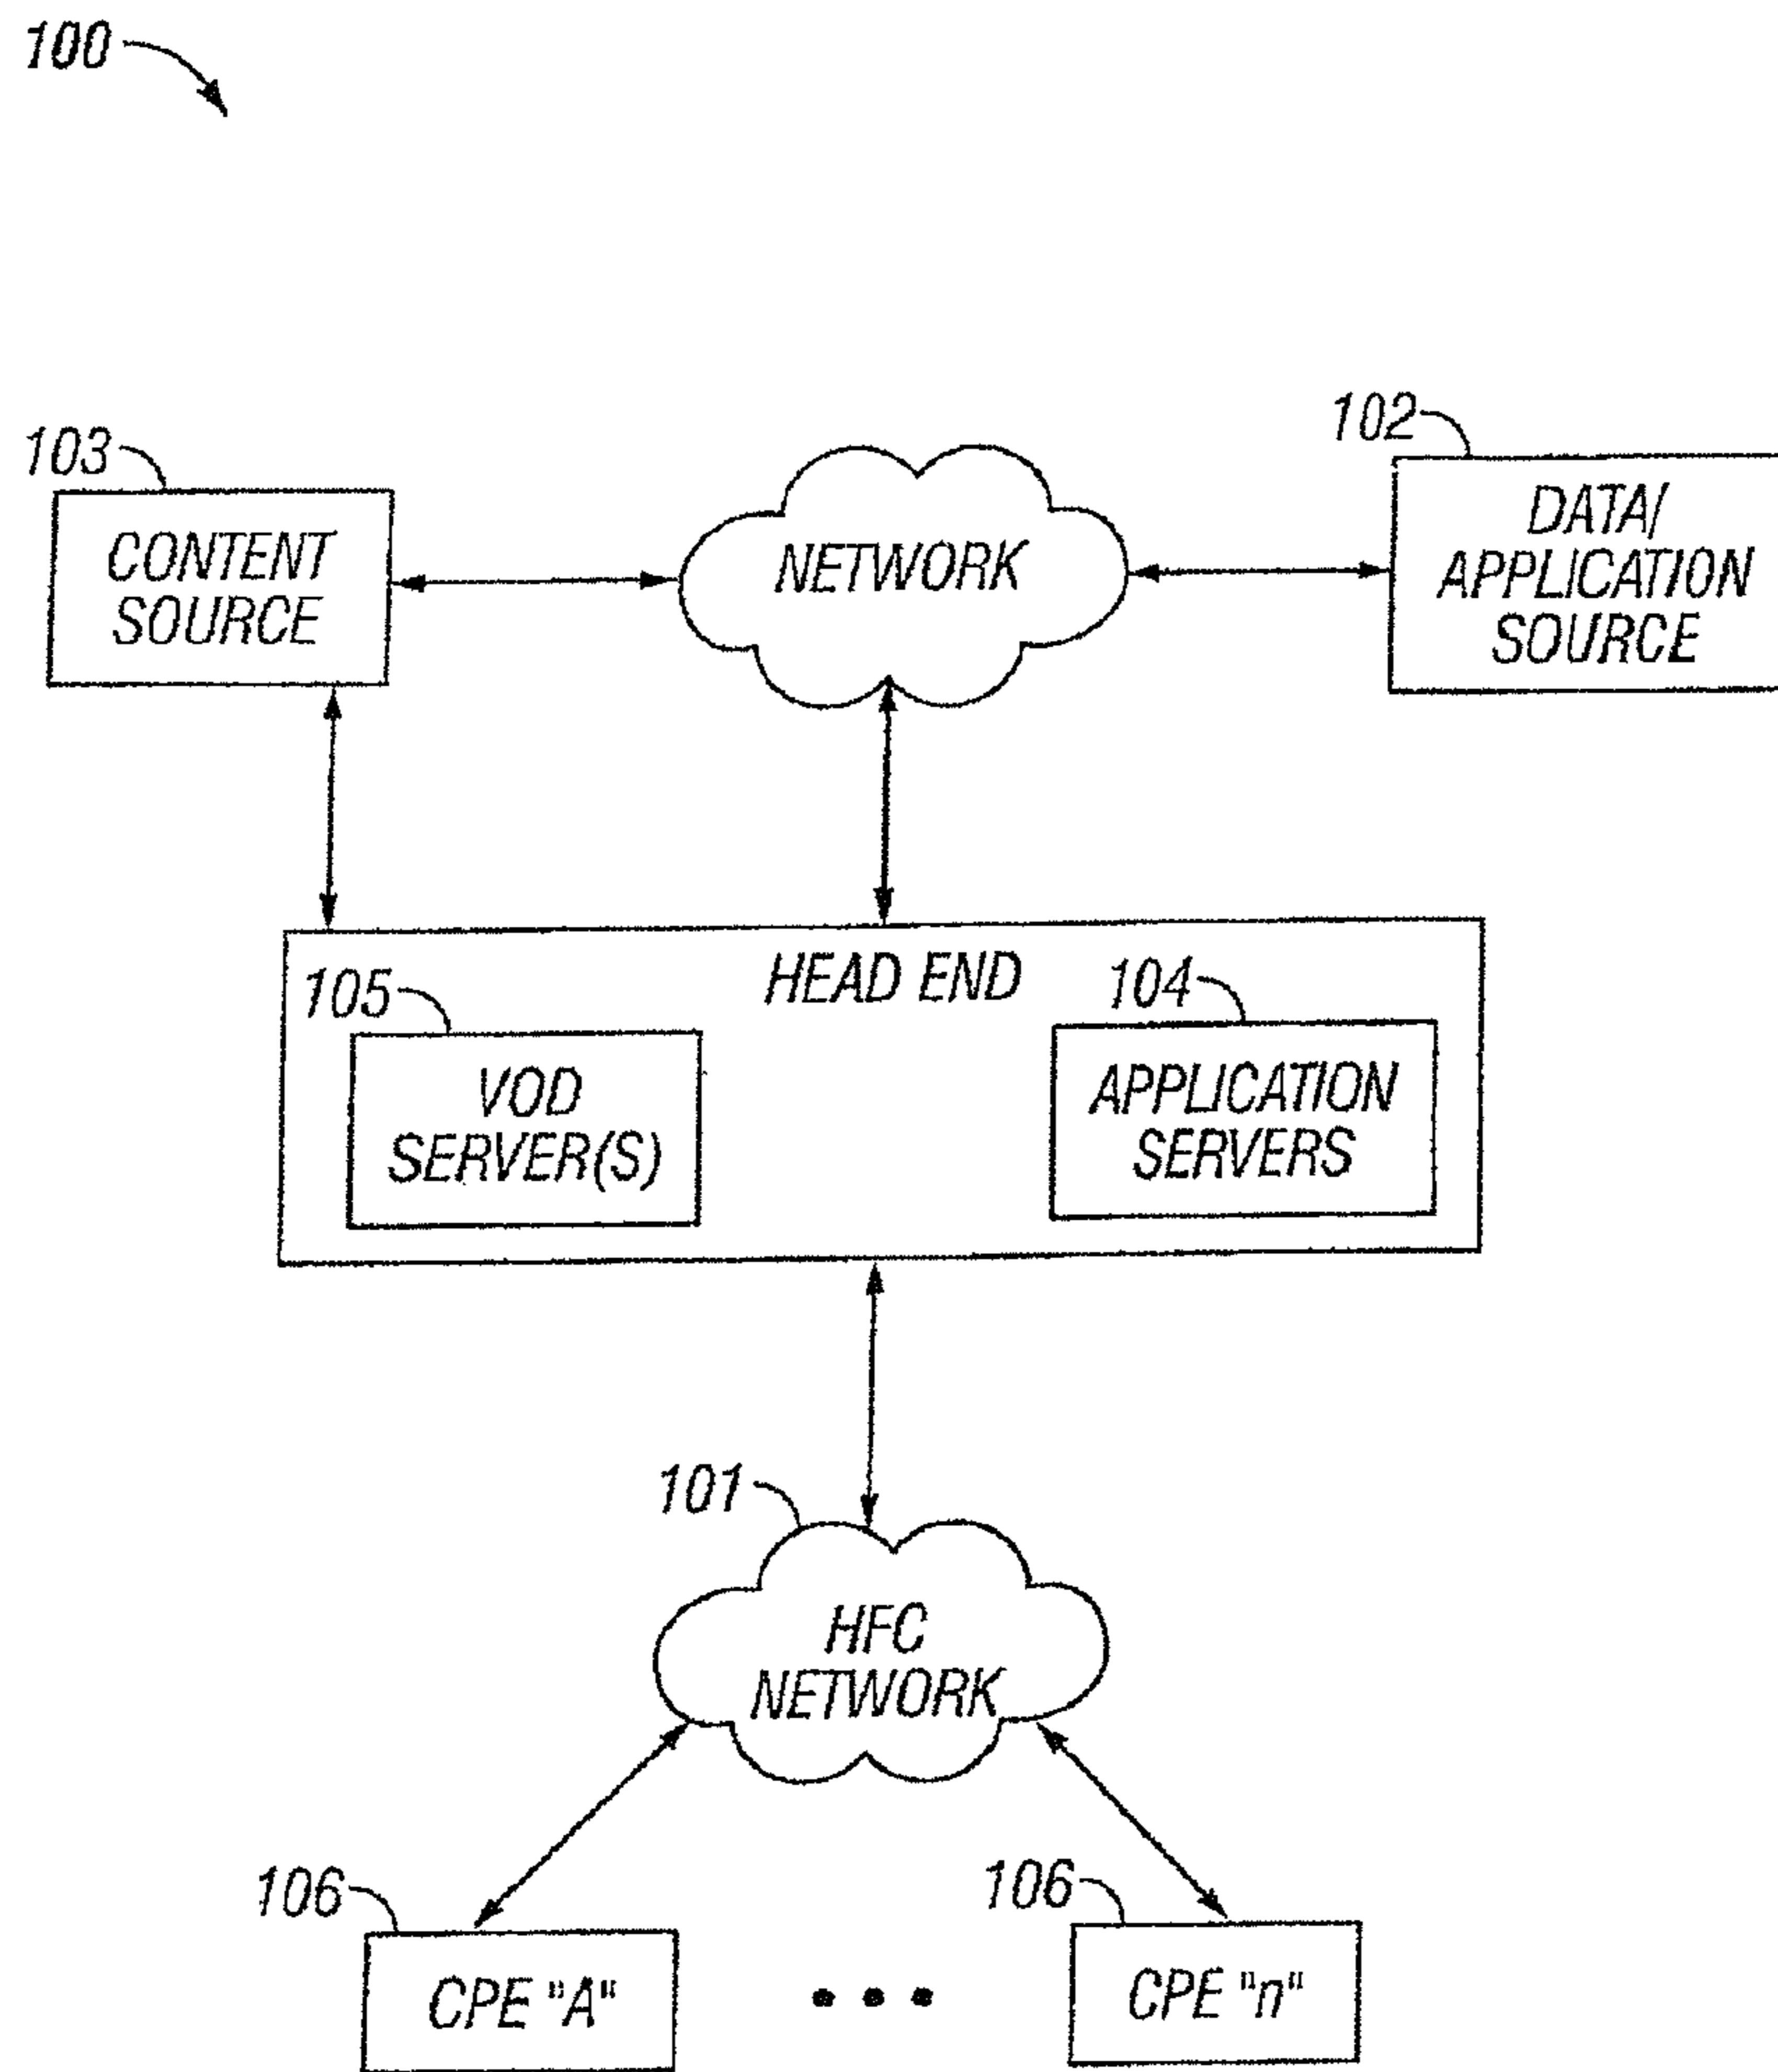 100
103
102
CONTENT
SOURCE
NETWORK
DATA/
APPLICATION
SOURCE
HEAD END
105
104
VOD
SERVER(S)
APPLICATION
SERVERS
101
HFC
NETWORK
106
106
CPE "A"
CPE "n"